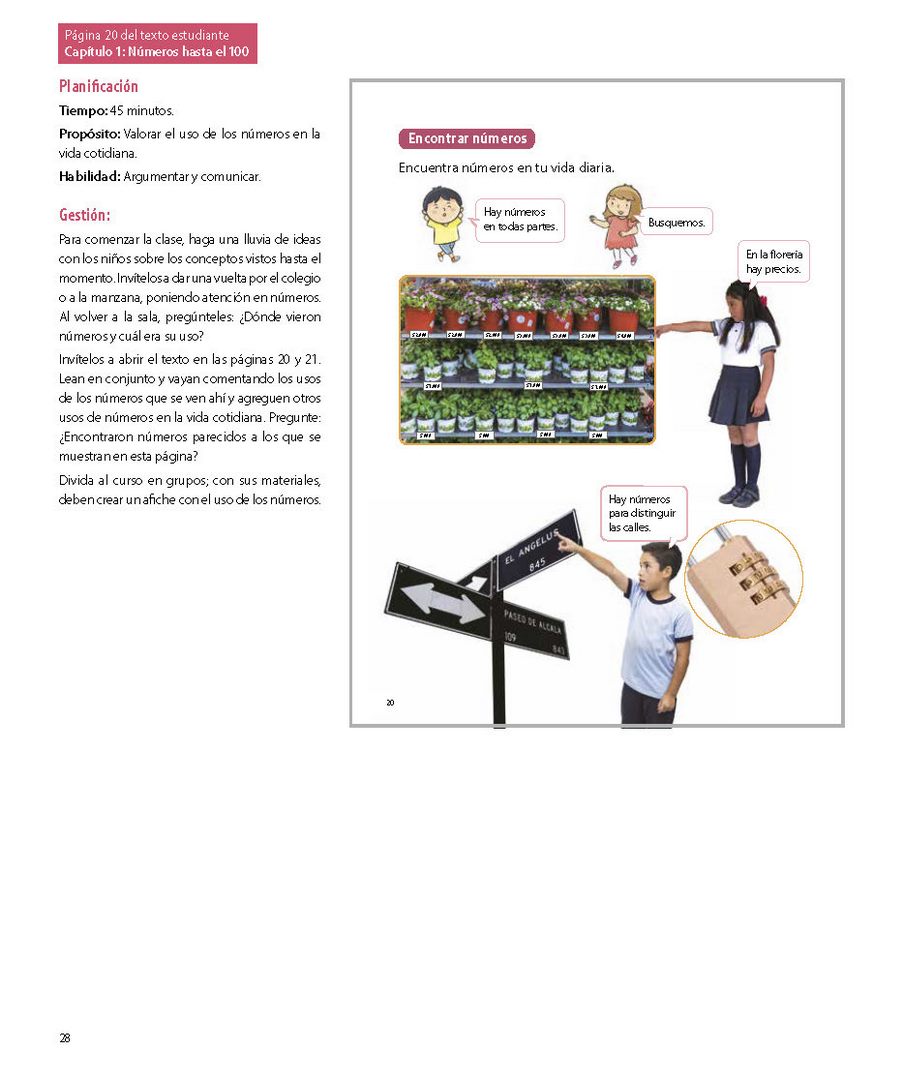 Página 20 del texto estudiante
Capítulo 1: Números hasta el 100
Planificación
Tiempo: 45 minutos.
Propósito: Valorar el uso de los números en la
vida cotidiana.
Habilidad: Argumentar y comunicar.
Gestión:
Para comenzar la clase, haga una lluvia de ideas
con los niños sobre los conceptos vistos hasta el
momento. Invítelos a dar una vuelta por el colegio
o a la manzana, poniendo atención en números.
Al volver a la sala, pregúnteles: ¿Dónde vieron
números y cuál era su uso?
Invítelos a abrir el texto en las páginas 20 y 21.
Lean en conjunto y vayan comentando los usos
de los números que se ven ahí y agreguen otros
usos de números en la vida cotidiana. Pregunte:
¿Encontraron números parecidos a los que se
muestran en esta página?
Divida al curso en grupos; con sus materiales,
deben crear un afiche con el uso de los números.
Encontrar números
Encuentra números en tu vida diaria.
Hay números
en todas partes.
Busquemos.
En la florería
hay precios.
Hay números
para distinguir
las calles.
EL ANGELUS
845
PASEO DE ALCALA
109
843
20
28